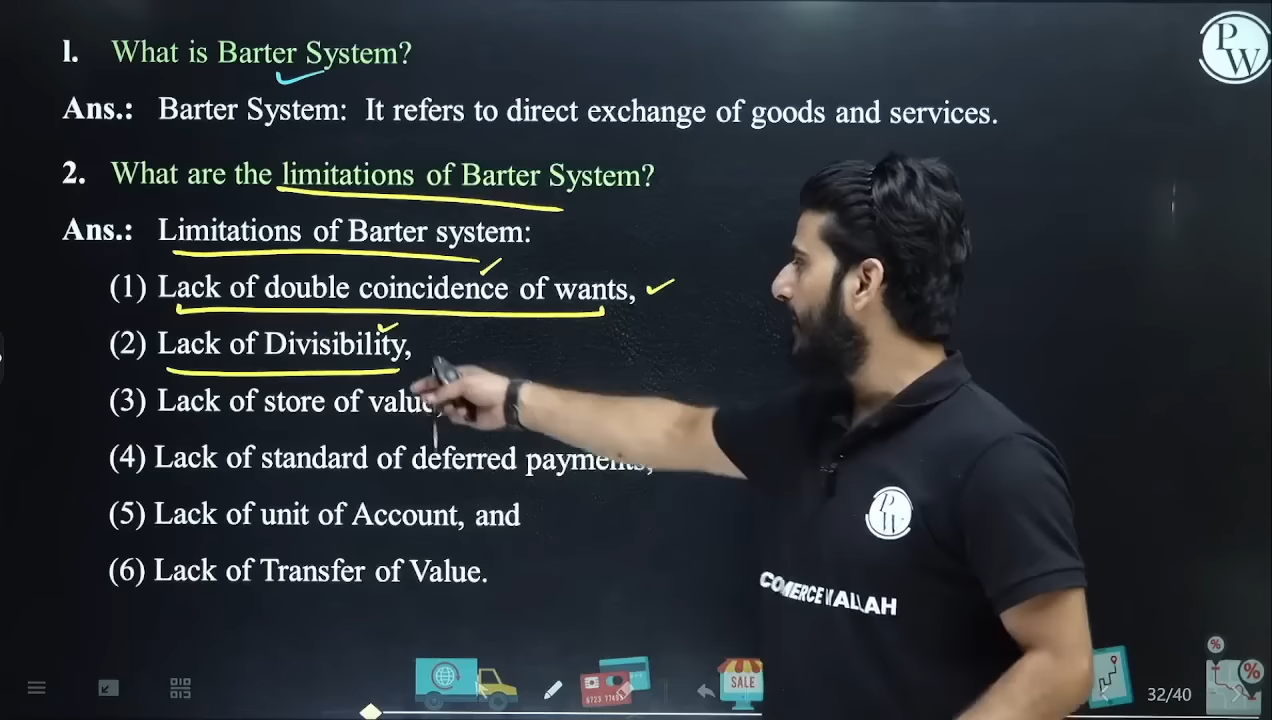 1. What is Barter System?
Ans.: Barter System: It refers to direct exchange of goods and services.
2. What are the limitations of Barter System?
Ans.: Limitations of Barter system:
(1) Lack of double coincidence of wants,
(2) Lack of Divisibility,
(3) Lack of store of value,
(4) Lack of standard of deferred payments,
(5) Lack of unit of Account, and
(6) Lack of Transfer of Value.
P
W
P
W
COMERCE WALLAH
SALE
%
%
32/40